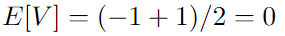 E[V] = (−1 + 1)/2 = 0